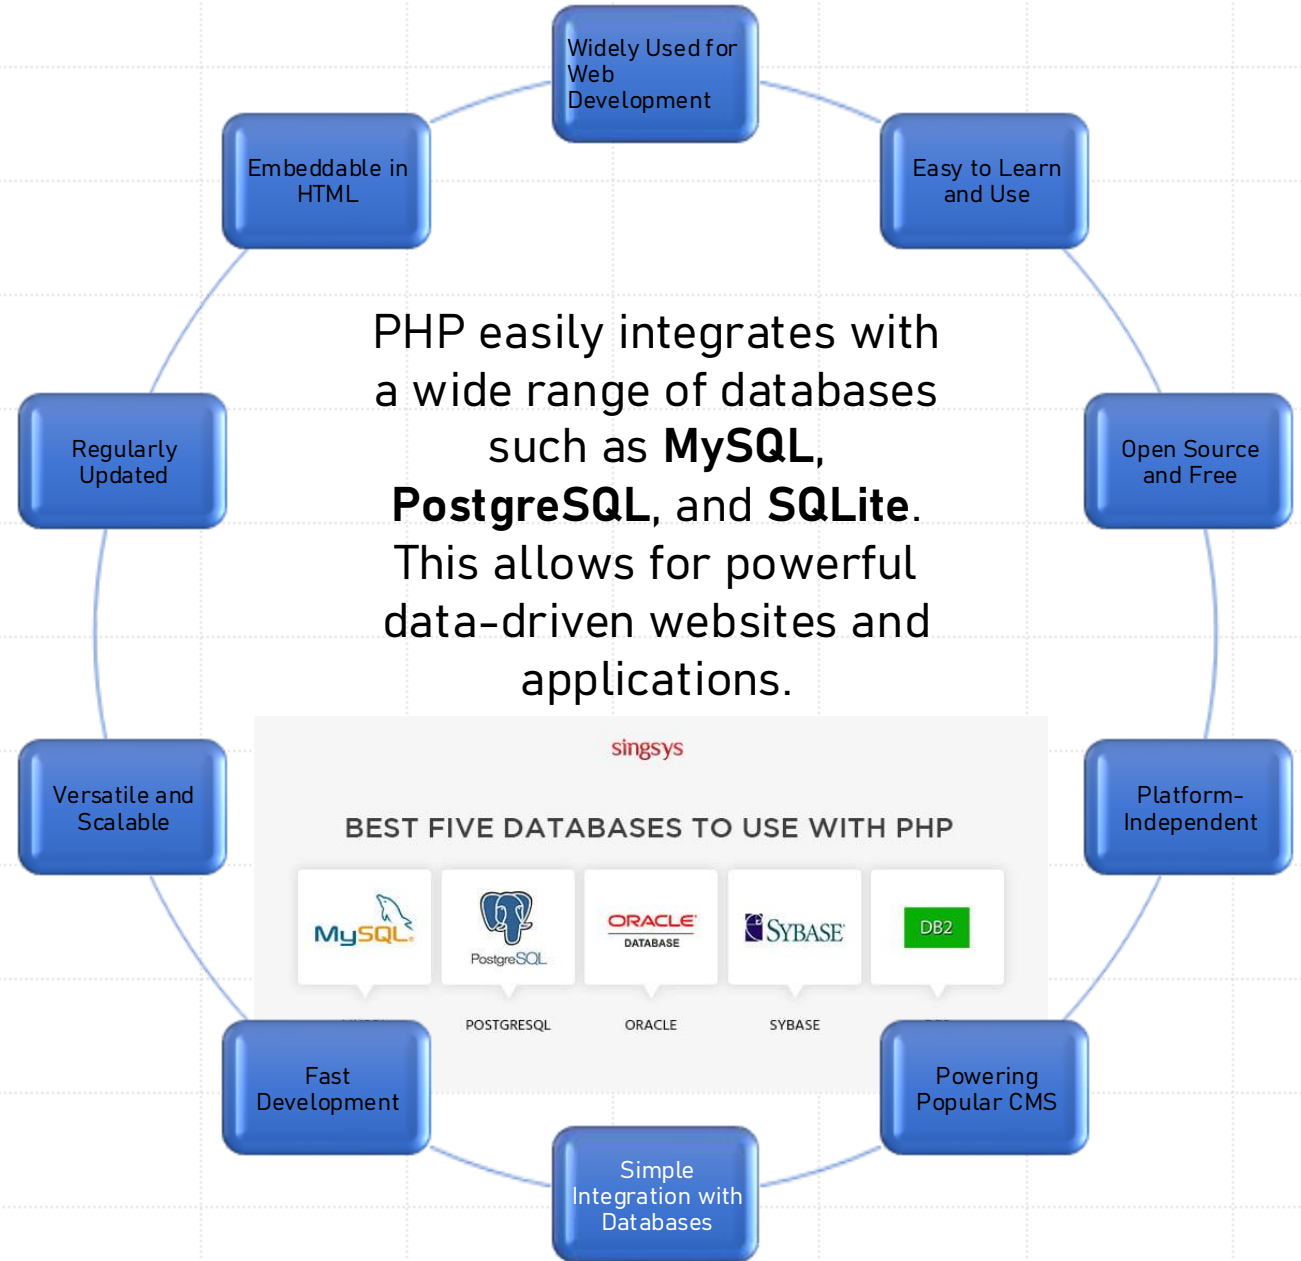 Widely Used for
Web
Development
Embeddable in
HTML
Easy to Learn
and Use
PHP easily integrates with
a wide range of databases
such as MySQL,
PostgreSQL, and SQLite.
This allows for powerful
data-driven websites and
applications.
Regularly
Updated
Open Source
and Free
Versatile and
Scalable
Platform-
Independent
singsys
BEST FIVE DATABASES TO USE WITH PHP
MySQL
PostgreSQL
ORACLE
DATABASE
SYBASE
DB2
POSTGRESQL
ORACLE
SYBASE
Fast
Development
Powering
Popular CMS
Simple
Integration with
Databases